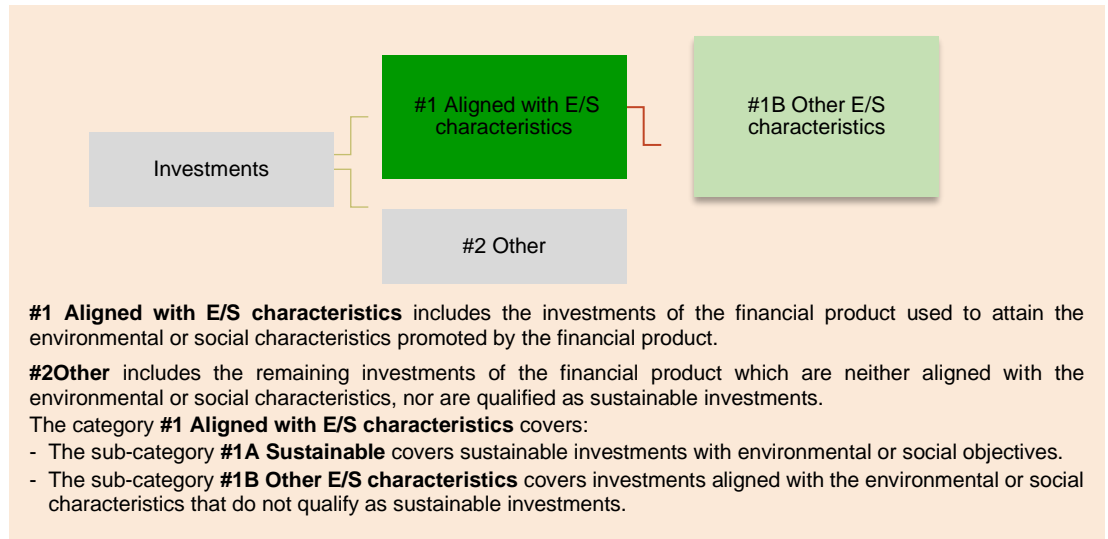 #1 Aligned with E/S
characteristics
#1B Other E/S
characteristics
Investments
#2 Other
#1 Aligned with E/S characteristics includes the investments of the financial product used to attain the
environmental or social characteristics promoted by the financial product.
#2Other includes the remaining investments of the financial product which are neither aligned with the
environmental or social characteristics, nor are qualified as sustainable investments.
The category #1 Aligned with E/S characteristics covers:
- The sub-category #1A Sustainable covers sustainable investments with environmental or social objectives.
- The sub-category #1B Other E/S characteristics covers investments aligned with the environmental or social
characteristics that do not qualify as sustainable investments.